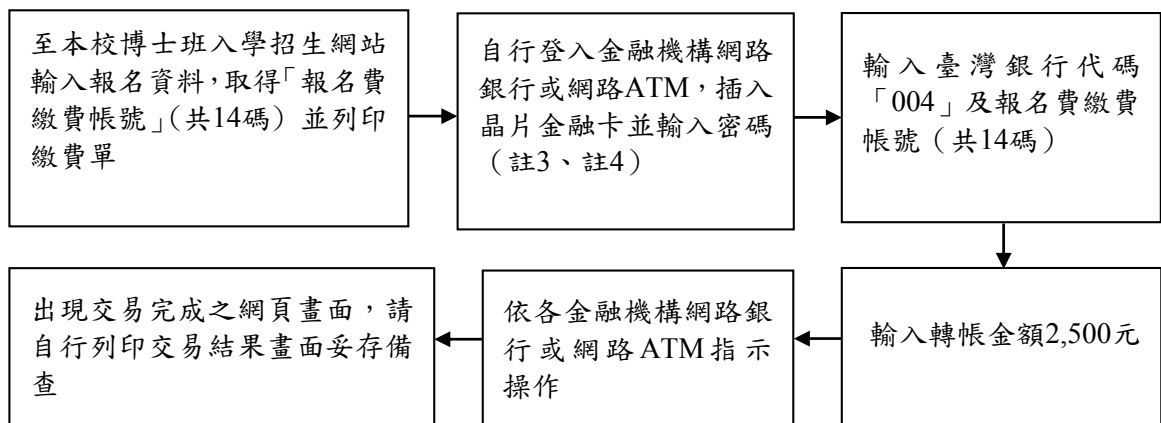 至本校博士班入學招生網站
輸入報名資料，取得「報名費
繳費帳號」（共14碼）並列印
繳費單
自行登入金融機構網路
銀行或網路ATM，插入
晶片金融卡並輸入密碼
（註3、註4）
輸入臺灣銀行代碼
「004」及報名費繳費
帳號（共14碼）
輸入轉帳金額2,500元
依各金融機構網路銀
行或網路ATM指示
操作
出現交易完成之網頁畫面，請
自行列印交易結果畫面妥存備
查